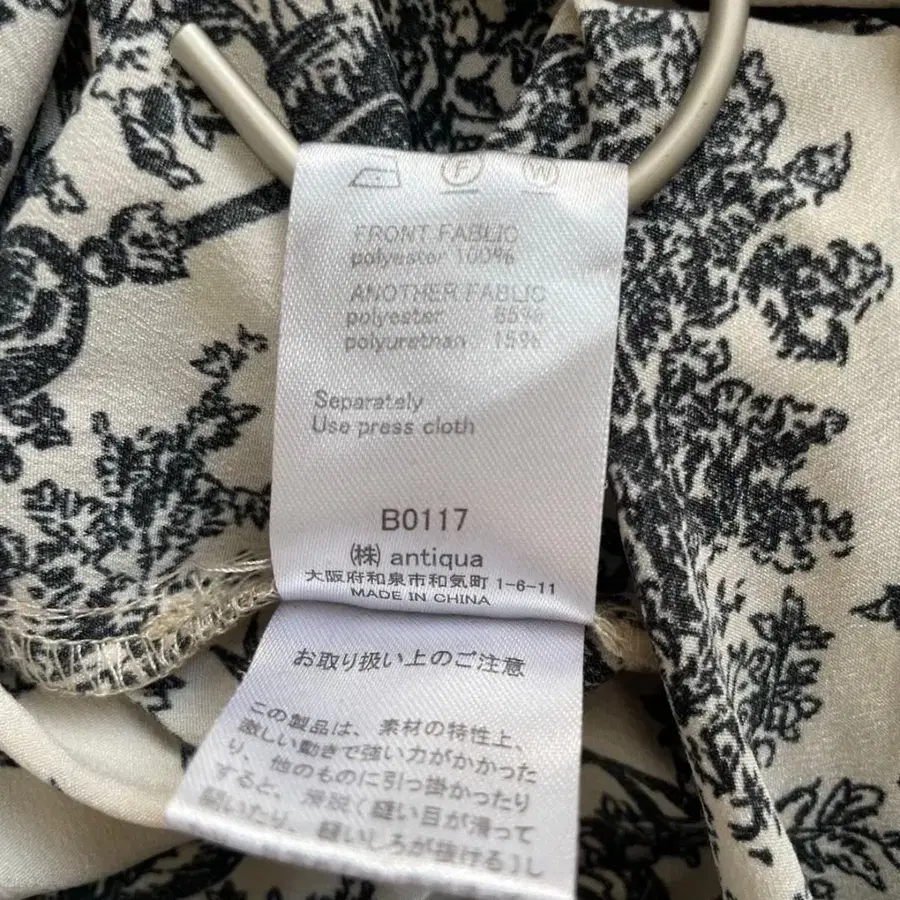 F W
FRONT FABLIC
polyester 100%
ANOTHER FABLIC
polyester 85%
polyurethan 15%
Separately
Use press cloth
B0117
㈱ antiqua
大阪府和泉市和気町 1-6-11
MADE IN CHINA
お取り扱い上のご注意
この製品は、素材の特性上、
激しい動きで強い力がかかった
り、他のものに引っ掛かったり
すると、滑脱(縫い目が滑って
開いたり、縫いしろが抜ける)し